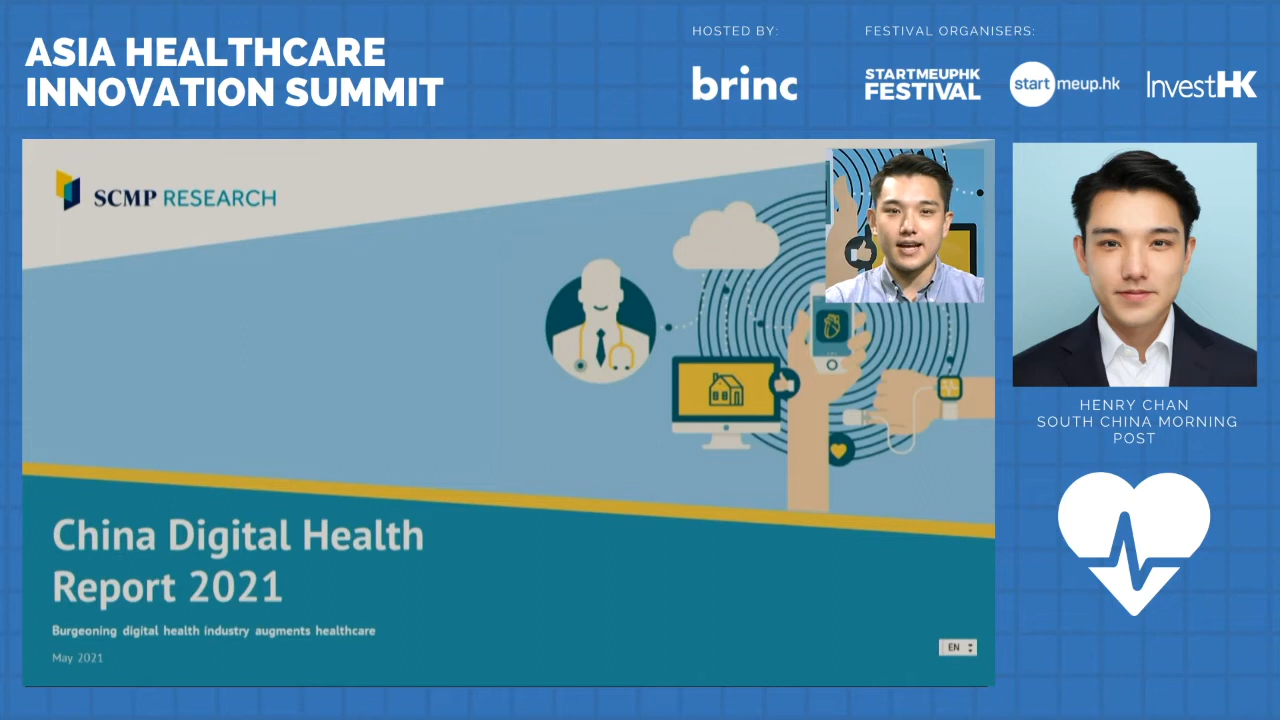 ASIA HEALTHCARE
INNOVATION SUMMIT
HOSTED BY:
brinc
FESTIVAL ORGANISERS:
STARTMEUPHK
FESTIVAL
startmeup.hk
InvestHK
SCMP RESEARCH
China Digital Health
Report 2021
Burgeoning digital health industry augments healthcare
May 2021
EN
HENRY CHAN
SOUTH CHINA MORNING
POST